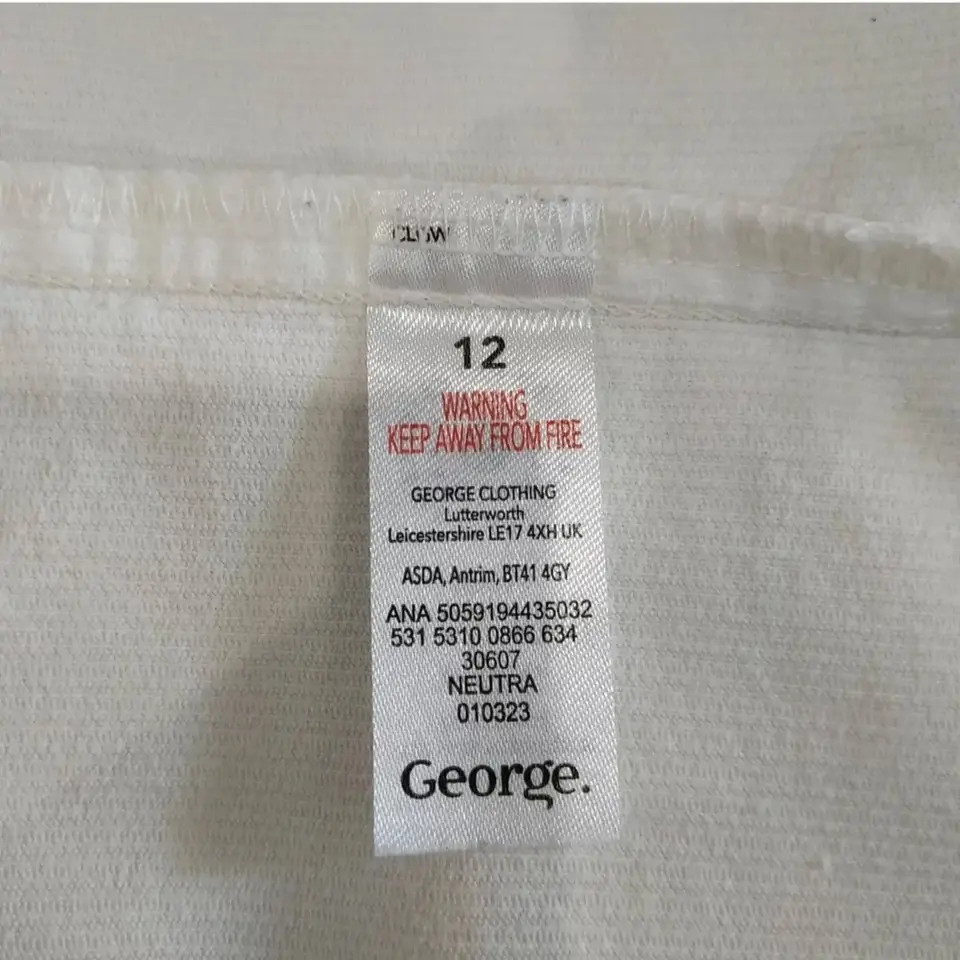 12
WARNING
KEEP AWAY FROM FIRE
GEORGE CLOTHING
Lutterworth
Leicestershire LE17 4XH UK
ASDA, Antrim, BT41 4GY
ANA 5059194435032
531 5310 0866 634
30607
NEUTRA
010323
George.